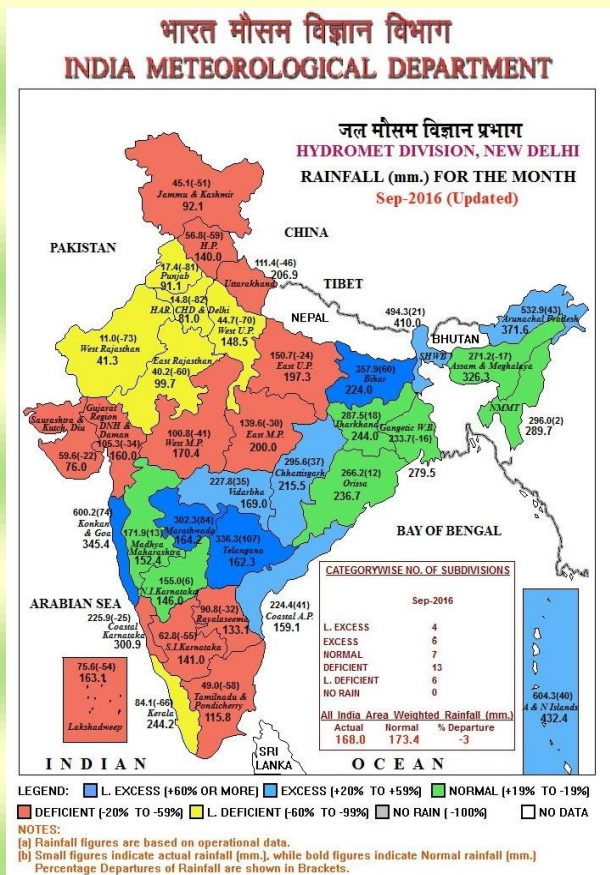 भारत मौसम विज्ञान विभाग
INDIA METEOROLOGICAL DEPARTMENT
जल मौसम विज्ञान प्रभाग
HYDROMET DIVISION, NEW DELHI
RAINFALL (mm.) FOR THE MONTH
Sep-2016 (Updated)
45.1(-51)
Jammu & Kashmir
92.1
CHINA
56.8(-59)
H.P.
140.0
PAKISTAN
17.4(-81)
Punjab
91.1
111.4(-46)
Uttarakhand
206.9
TIBET
14.8(-82)
HAR. CHD & Delhi
81.0
NEPAL
494.3(21)
410.0
SHWB
BHUTAN
532.9(43)
Arunachal Pradesh
371.6
11.0(-73)
West Rajasthan
41.3
44.7(-70)
West U.P.
148.5
East Rajasthan
40.2(-60)
99.7
150.7(-24)
East U.P.
197.3
357.9(60)
Bihar
224.0
271.2(-17)
Assam & Meghalaya
326.3
NMMT
296.0(2)
289.7
Saurashtra &
Kutch, Diu
59.6(-22)
76.0
Gujarat
Region
DNH &
Daman
105.3(-34)
160.0
100.8(-41)
West M.P.
170.4
139.6(-30)
East M.P.
200.0
287.5(18)
Jharkhand
244.0
Gangetic W.B.
233.7(-16)
279.5
295.6(37)
Chhattisgarh
215.5
266.2(12)
Orissa
236.7
227.8(35)
Vidarbha
169.0
600.2(74)
Konkan
& Goa
345.4
171.9(13)
Madhya
Maharashtra
152.4
302.3(84)
Marathwada
164.2
336.3(107)
Telangana
162.3
BAY OF BENGAL
155.0(6)
N.I.Karnataka
146.0
ARABIAN SEA
225.9(-25)
Coastal
Karnataka
300.9
90.8(-32)
Rayalaseema
133.1
224.4(41)
Coastal A.P.
159.1
62.8(-55)
S.I.Karnataka
141.0
75.6(-54)
163.1
Lakshadweep
84.1(-66)
Kerala
244.2
49.0(-58)
Tamilnadu &
Pondicherry
115.8
604.3(40)
A & N Islands
432.4
SRI
LANKA
INDIAN OCEAN
CATEGORYWISE NO. OF SUBDIVISIONS
Sep-2016
L. EXCESS 4
EXCESS 6
NORMAL 7
DEFICIENT 13
L. DEFICIENT 6
NO RAIN 0
All India Area Weighted Rainfall (mm.)
Actual Normal % Departure
168.0 173.4 -3
LEGEND: L. EXCESS (+60% OR MORE) EXCESS (+20% TO +59%) NORMAL (+19% TO -19%)
DEFICIENT (-20% TO -59%) L. DEFICIENT (-60% TO -99%) NO RAIN (-100%) NO DATA
NOTES:
(a) Rainfall figures are based on operational data.
(b) Small figures indicate actual rainfall (mm.), while bold figures indicate Normal rainfall (mm.)
Percentage Departures of Rainfall are shown in Brackets.